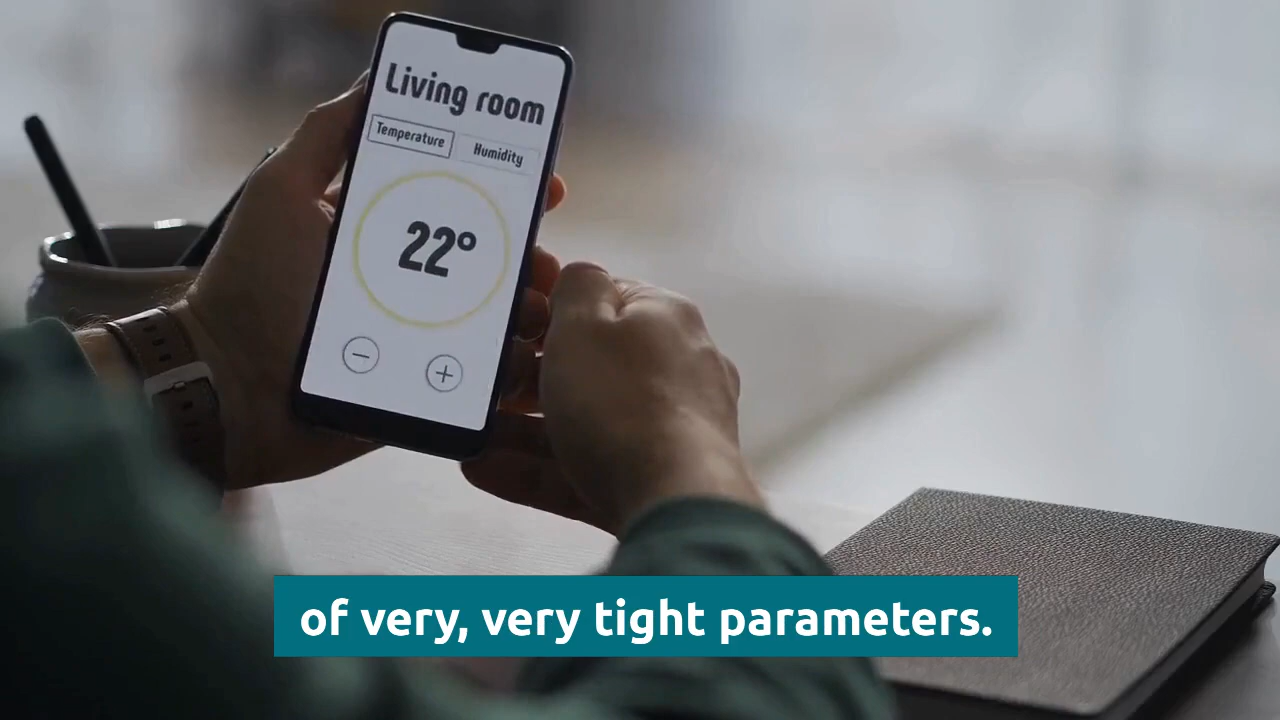 Living room
Temperature
Humidity
22°
of very, very tight parameters.